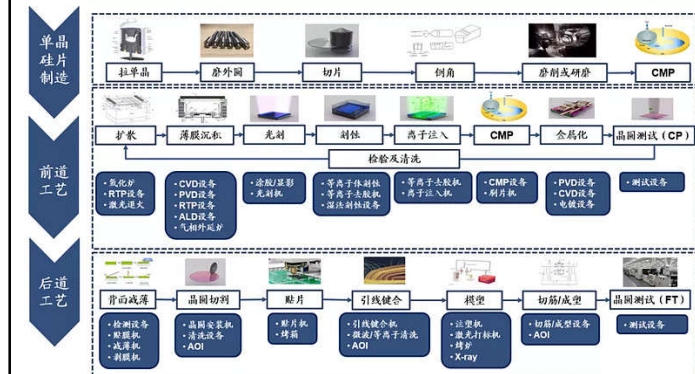 单晶
硅片
制造
拉单晶
磨外圆
切片
倒角
磨削或研磨
CMP
前道
工艺
扩散
薄膜沉积
光刻
刻蚀
离子注入
CMP
金属化
晶圆测试（CP）
检验及清洗
•氧化炉
•RTP设备
•激光退火
•CVD设备
•PVD设备
•RTP设备
•ALD设备
•气相外延炉
•涂胶/显影
•光刻机
•等离子体刻蚀
•等离子去胶机
•湿法刻蚀设备
•等离子去胶机
•离子注入机
•CMP设备
•刷片机
•PVD设备
•CVD设备
•电镀设备
•测试设备
后道
工艺
背面减薄
晶圆切割
贴片
引线键合
模塑
切筋/成型
晶圆测试（FT）
•检测设备
•贴膜机
•减薄机
•剥膜机
•晶圆安装机
•清洗设备
•AOI
•贴片机
•烤箱
•引线键合机
•微波/等离子清洗
•AOI
•注塑机
•激光打标机
•烤炉
•X-ray
•切筋/成型设备
•AOI
•测试设备